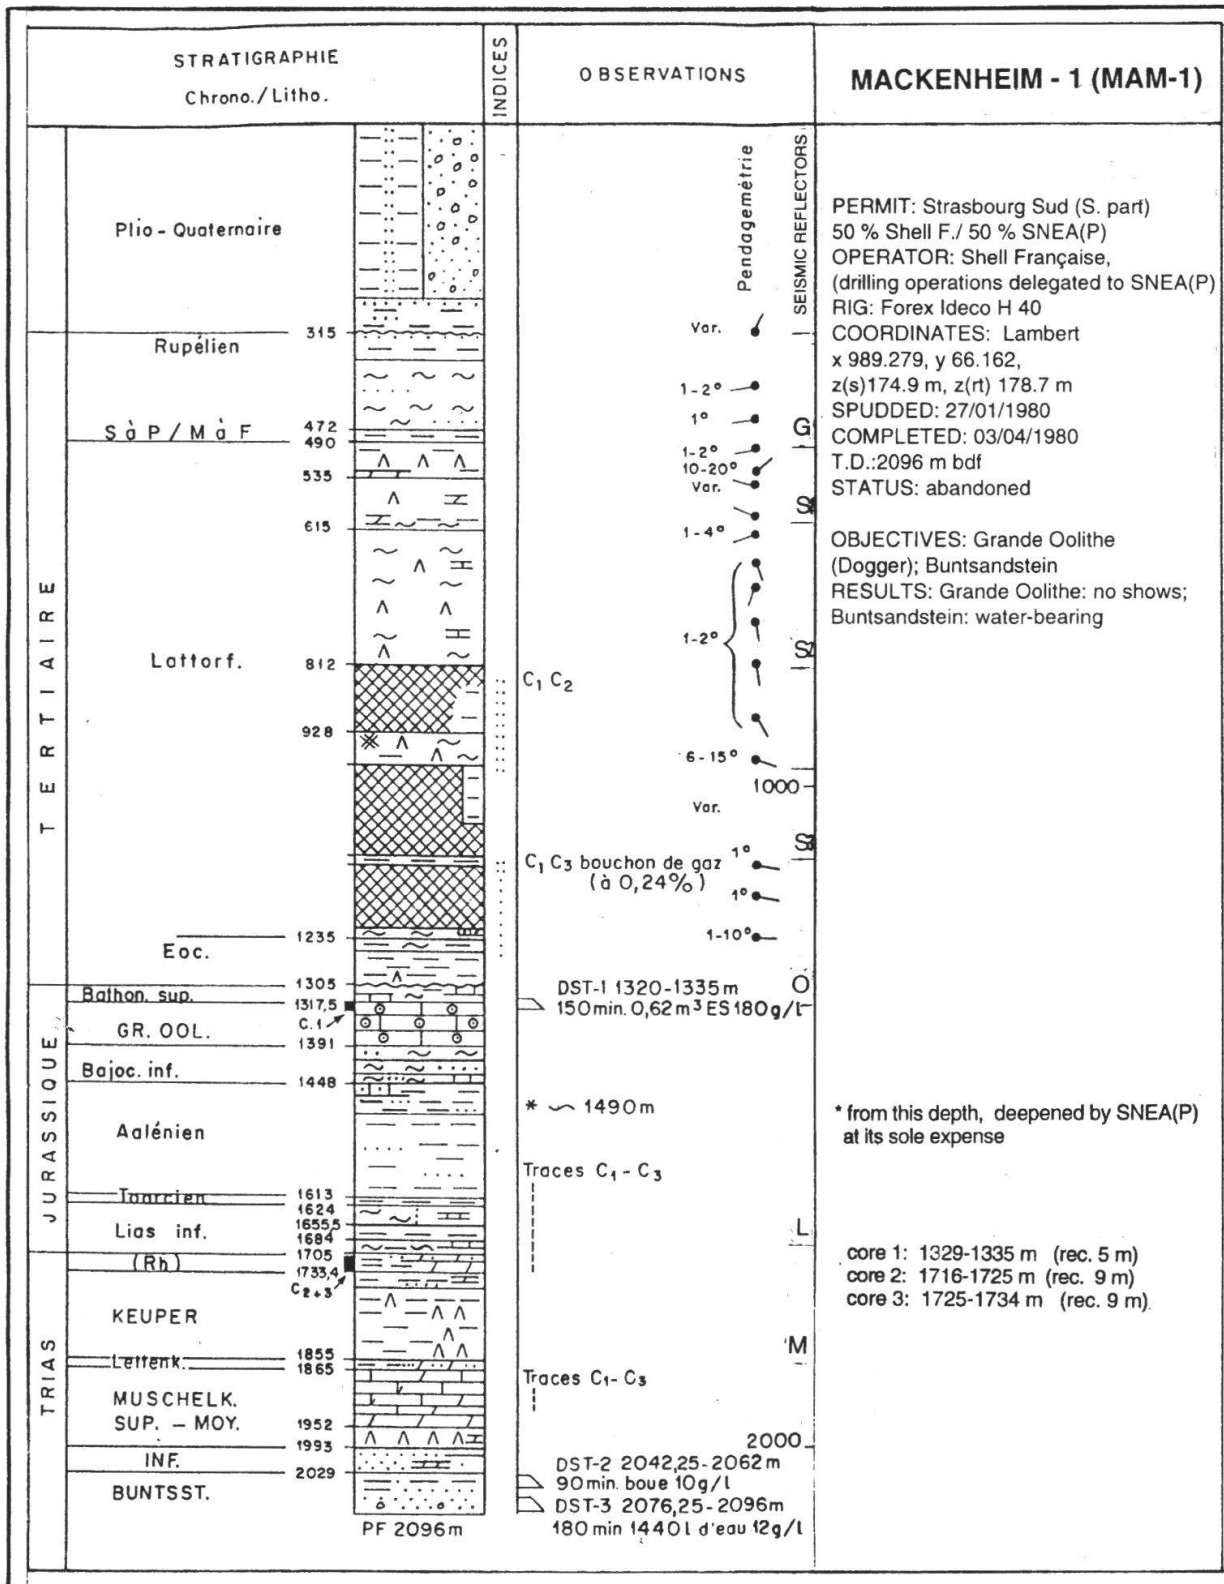 STRATIGRAPHIE
Chrono./Litho.
INDICES
OBSERVATIONS
MACKENHEIM - 1 (MAM-1)
Pendagemétrie
SEISMIC REFLECTORS
TERTIAIRE
JURASSIQUE
TRIAS
Plio-Quaternaire
315
Rupélien
S à P / M à F
472
490
535
615
Lattorf.
812
928
1235
Eoc.
1305
Bathon. sup.
1317,5
C.1
GR. OOL.
1391
Bajoc. inf.
1448
Aalénien
1613
Toarcien
1624
1655,5
Lias inf.
1684
1705
(Rh)
1733,4
C2+3
KEUPER
1855
Lettenk.
1865
MUSCHELK.
SUP. - MOY.
1952
1993
INF.
2029
BUNTSST.
PF 2096m
Var.
1-2°
1°
1-2°
10-20°
Var.
1-4°
1-2°
6-15°
Var.
1°
1°
1-10°
G
1000
O
L
M
2000
C1 C2
C1 C3 bouchon de gaz
(à 0,24%)
DST-1 1320-1335m
150min. 0,62m³ ES 180g/l
* 1490m
Traces C1-C3
Traces C1-C3
DST-2 2042,25-2062m
90min. boue 10g/l
DST-3 2076,25-2096m
180min 1440l d'eau 12g/l
PERMIT: Strasbourg Sud (S. part)
50 % Shell F./ 50 % SNEA(P)
OPERATOR: Shell Française,
(drilling operations delegated to SNEA(P)
RIG: Forex Ideco H 40
COORDINATES: Lambert
x 989.279, y 66.162,
z(s)174.9 m, z(rt) 178.7 m
SPUDDED: 27/01/1980
COMPLETED: 03/04/1980
T.D.:2096 m bdf
STATUS: abandoned
OBJECTIVES: Grande Oolithe
(Dogger); Buntsandstein
RESULTS: Grande Oolithe: no shows;
Buntsandstein: water-bearing
* from this depth, deepened by SNEA(P)
at its sole expense
core 1: 1329-1335 m (rec. 5 m)
core 2: 1716-1725 m (rec. 9 m)
core 3: 1725-1734 m (rec. 9 m)